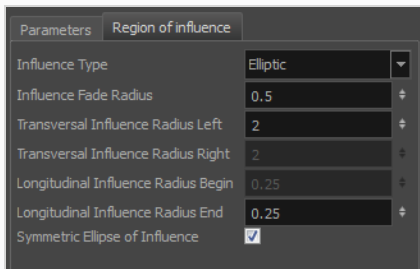 Parameters Region of influence
Influence Type Elliptic
Influence Fade Radius 0.5
Transversal Influence Radius Left 2
Transversal Influence Radius Right 2
Longitudinal Influence Radius Begin 0.25
Longitudinal Influence Radius End 0.25
Symmetric Ellipse of Influence